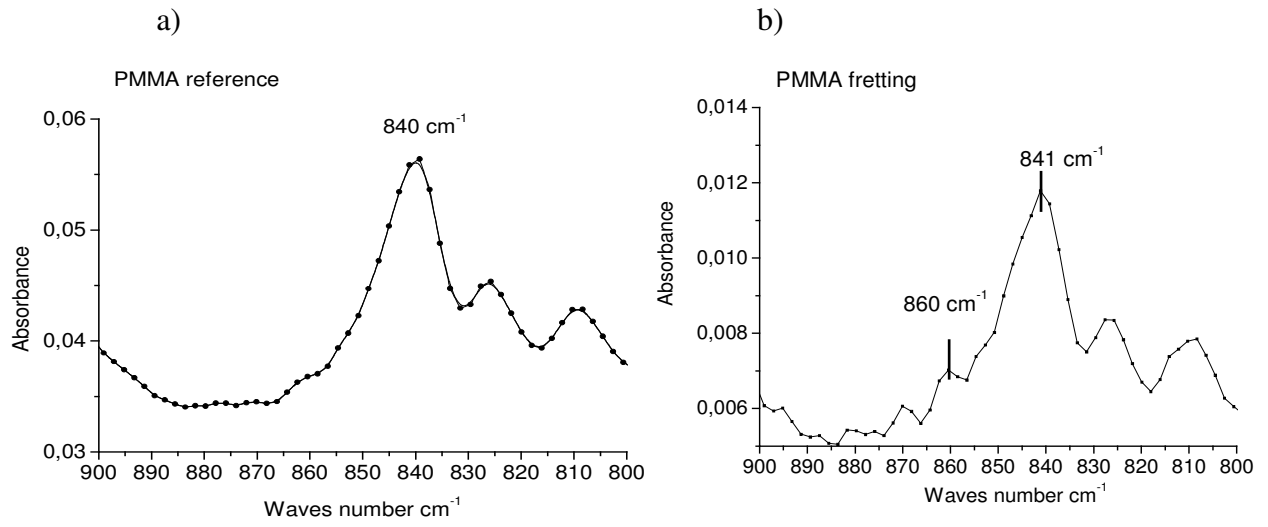 a)
PMMA reference
840 cm⁻¹
0,06
0,05
0,04
0,03
Absorbance
900 890 880 870 860 850 840 830 820 810 800
Waves number cm⁻¹
b)
PMMA fretting
0,014
0,012
0,010
0,008
0,006
841 cm⁻¹
860 cm⁻¹
Absorbance
900 890 880 870 860 850 840 830 820 810 800
Waves number cm⁻¹